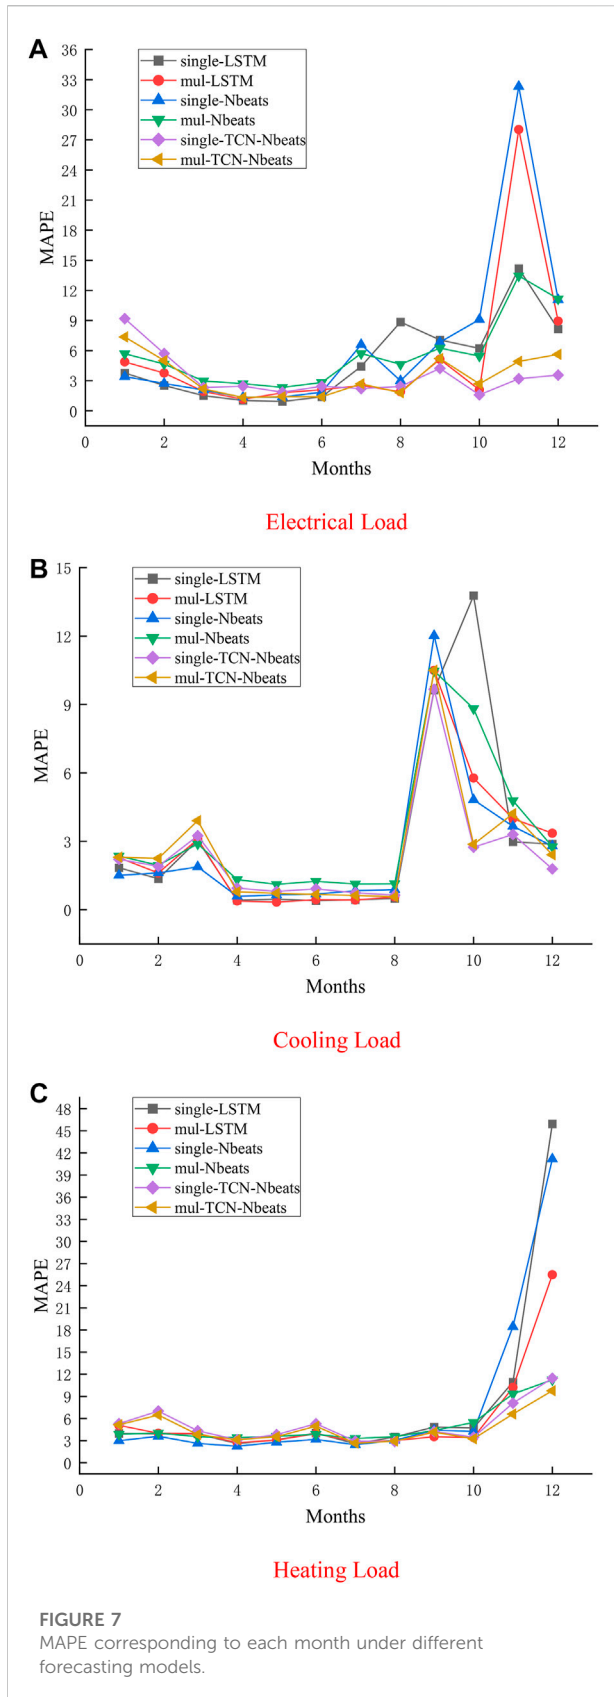 A
36
33
30
27
24
21
18
15
12
9
6
3
0
MAPE
single-LSTM
mul-LSTM
single-Nbeats
mul-Nbeats
single-TCN-Nbeats
mul-TCN-Nbeats
0 2 4 6 8 10 12
Months
Electrical Load
B
15
12
9
6
3
0
MAPE
single-LSTM
mul-LSTM
single-Nbeats
mul-Nbeats
single-TCN-Nbeats
mul-TCN-Nbeats
0 2 4 6 8 10 12
Months
Cooling Load
C
48
45
42
39
36
33
30
27
24
21
18
15
12
9
6
3
0
MAPE
single-LSTM
mul-LSTM
single-Nbeats
mul-Nbeats
single-TCN-Nbeats
mul-TCN-Nbeats
0 2 4 6 8 10 12
Months
Heating Load
FIGURE 7
MAPE corresponding to each month under different
forecasting models.